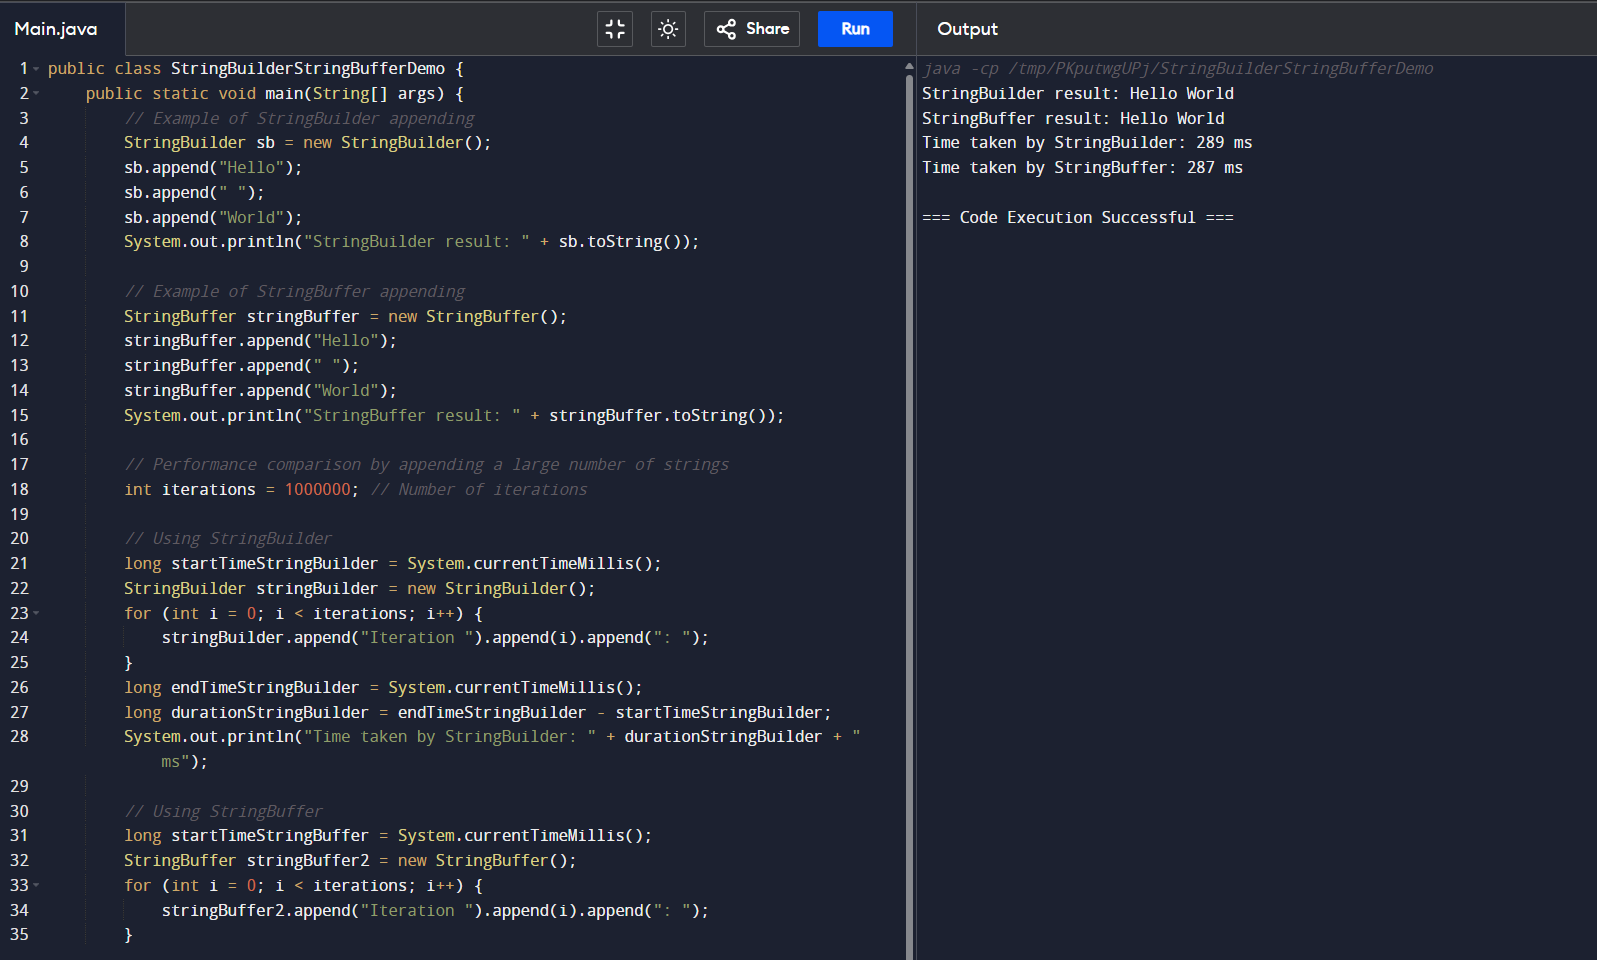 Main.java
Share
Run
Output
1 public class StringBuilderStringBufferDemo {
2     public static void main(String[] args) {
3         // Example of StringBuilder appending
4         StringBuilder sb = new StringBuilder();
5         sb.append("Hello");
6         sb.append(" ");
7         sb.append("World");
8         System.out.println("StringBuilder result: " + sb.toString());
9
10         // Example of StringBuffer appending
11         StringBuffer stringBuffer = new StringBuffer();
12         stringBuffer.append("Hello");
13         stringBuffer.append(" ");
14         stringBuffer.append("World");
15         System.out.println("StringBuffer result: " + stringBuffer.toString());
16
17         // Performance comparison by appending a large number of strings
18         int iterations = 1000000; // Number of iterations
19
20         // Using StringBuilder
21         long startTimeStringBuilder = System.currentTimeMillis();
22         StringBuilder stringBuilder = new StringBuilder();
23         for (int i = 0; i < iterations; i++) {
24             stringBuilder.append("Iteration ").append(i).append(": ");
25         }
26         long endTimeStringBuilder = System.currentTimeMillis();
27         long durationStringBuilder = endTimeStringBuilder - startTimeStringBuilder;
28         System.out.println("Time taken by StringBuilder: " + durationStringBuilder + "
             ms");
29
30         // Using StringBuffer
31         long startTimeStringBuffer = System.currentTimeMillis();
32         StringBuffer stringBuffer2 = new StringBuffer();
33         for (int i = 0; i < iterations; i++) {
34             stringBuffer2.append("Iteration ").append(i).append(": ");
35         }
java -cp /tmp/PKputwgUPj/StringBuilderStringBufferDemo
StringBuilder result: Hello World
StringBuffer result: Hello World
Time taken by StringBuilder: 289 ms
Time taken by StringBuffer: 287 ms
=== Code Execution Successful ===